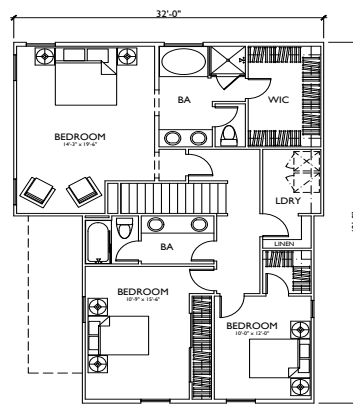 32'-0"
BA
WIC
BEDROOM
14'-3" x 19'-6"
LDRY
LINEN
BA
BEDROOM
10'-9" x 15'-6"
BEDROOM
10'-0" x 12'-0"